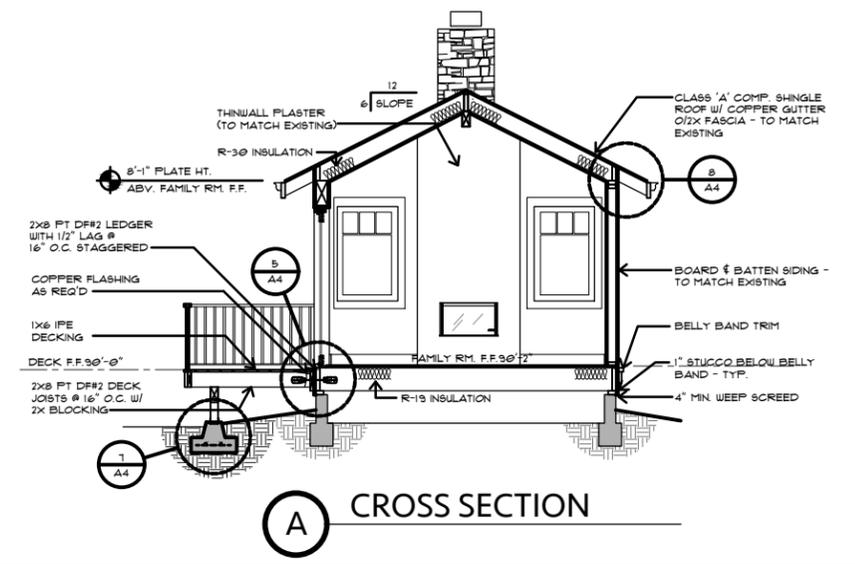 12
6 SLOPE
THINWALL PLASTER
(TO MATCH EXISTING)
R-30 INSULATION
8'-1" PLATE HT.
ABV. FAMILY RM. F.F.
2X8 PT DF#2 LEDGER
WITH 1/2" LAG @
16" O.C. STAGGERED
5
A4
COPPER FLASHING
AS REQ'D
1X6 IPE
DECKING
DECK F.F.90'-0"
2X8 PT DF#2 DECK
JOISTS @ 16" O.C. W/
2X BLOCKING
7
A4
CLASS 'A' COMP. SHINGLE
ROOF W/ COPPER GUTTER
O/2X FASCIA - TO MATCH
EXISTING
8
A4
BOARD & BATTEN SIDING -
TO MATCH EXISTING
BELLY BAND TRIM
FAMILY RM. F.F.90'-2"
1" STUCCO BELOW BELLY
BAND - TYP.
R-19 INSULATION
4" MIN. WEEP SCREED
A CROSS SECTION